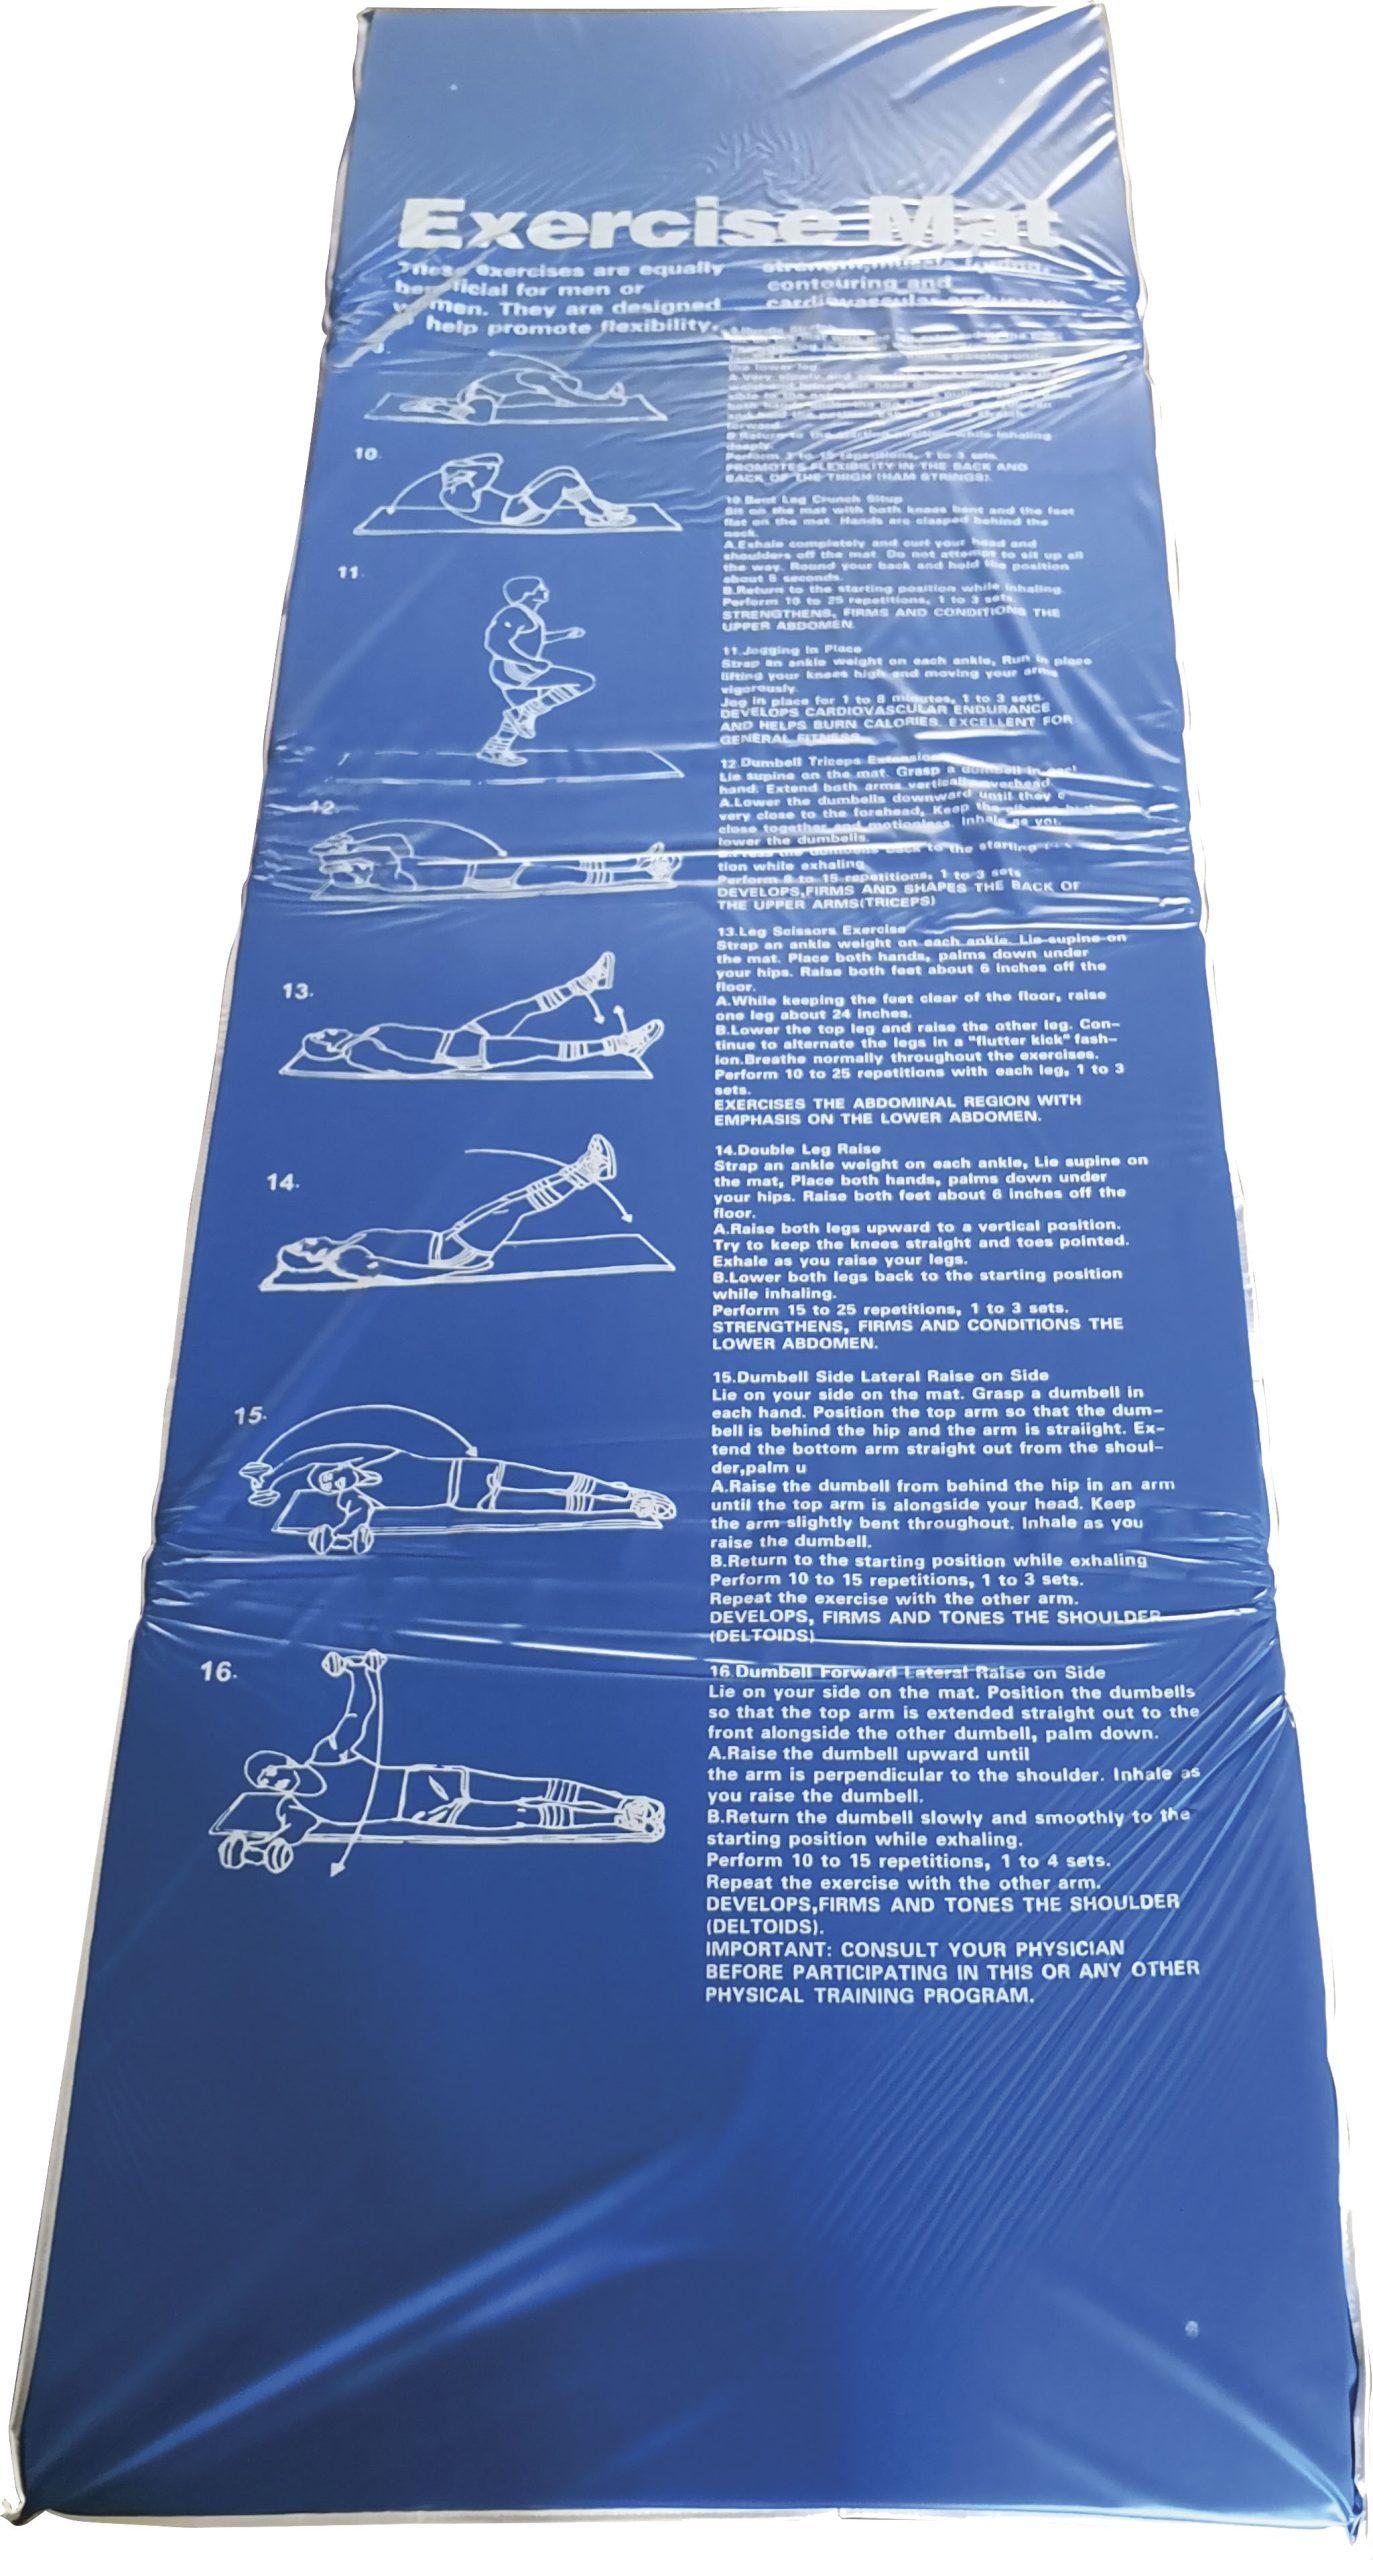 Exercise Mat
exercises are equally
ficial for men or
men. They are designed
help promote flexibility,
contouring and
9.
the lower leg
forward.
B.Return to the starting position while inhaling
deeply.
Perform 3 to 15 repetitions, 1 to 3 sets.
PROMOTES FLEXIBILITY IN THE BACK AND
BACK OF THE THIGH (HAM STRINGS).
10.
10.Bent Leg Crunch Situp
Sit on the mat with both knees bent and the feet
flat on the mat. Hands are clasped behind the
neck.
A.Exhale completely and curl your head and
shoulders off the mat. Do not attempt to sit up all
the way. Round your back and hold the position
about 5 seconds.
B.Return to the starting position while inhaling.
Perform 10 to 25 repetitions, 1 to 3 sets.
STRENGTHENS, FIRMS AND CONDITIONS THE
UPPER ABDOMEN.
11.
11.Jogging In Place
Strap an ankle weight on each ankle, Run in place
lifting your knees high and moving your arms
vigorously.
Jog in place for 1 to 8 minutes, 1 to 3 sets.
DEVELOPS CARDIOVASCULAR ENDURANCE
AND HELPS BURN CALORIES. EXCELLENT FOR
GENERAL FITNESS.
12.
12.Dumbell Triceps Extension
Lie supine on the mat. Grasp a dumbell in
hand. Extend both arms vertically overhead.
A.Lower the dumbells downward until they
very close to the forehead, Keep the
close together and motionless. Inhale as you
lower the dumbells.
back to the starting
tion while exhaling
Perform 8 to 15 repetitions, 1 to 3 sets
DEVELOPS,FIRMS AND SHAPES THE BACK OF
THE UPPER ARMS(TRICEPS)
13.
13.Leg Scissors Exercise
Strap an ankle weight on each ankle. Lie supine on
the mat. Place both hands, palms down under
your hips. Raise both feet about 6 inches off the
floor.
A.While keeping the feet clear of the floor, raise
one leg about 24 inches.
B.Lower the top leg and raise the other leg. Con-
tinue to alternate the legs in a "flutter kick" fash-
ion.Breathe normally throughout the exercises.
Perform 10 to 25 repetitions with each leg, 1 to 3
sets.
EXERCISES THE ABDOMINAL REGION WITH
EMPHASIS ON THE LOWER ABDOMEN.
14.
14.Double Leg Raise
Strap an ankle weight on each ankle, Lie supine on
the mat, Place both hands, palms down under
your hips. Raise both feet about 6 inches off the
floor.
A.Raise both legs upward to a vertical position.
Try to keep the knees straight and toes pointed.
Exhale as you raise your legs.
B.Lower both legs back to the starting position
while inhaling.
Perform 15 to 25 repetitions, 1 to 3 sets.
STRENGTHENS, FIRMS AND CONDITIONS THE
LOWER ABDOMEN.
15.
15.Dumbell Side Lateral Raise on Side
Lie on your side on the mat. Grasp a dumbell in
each hand. Position the top arm so that the dum-
bell is behind the hip and the arm is straiight. Ex-
tend the bottom arm straight out from the shoul-
der,palm u
A.Raise the dumbell from behind the hip in an arm
until the top arm is alongside your head. Keep
the arm slightly bent throughout. Inhale as you
raise the dumbell.
B.Return to the starting position while exhaling
Perform 10 to 15 repetitions, 1 to 3 sets.
Repeat the exercise with the other arm.
DEVELOPS, FIRMS AND TONES THE SHOULDER
(DELTOIDS)
16.
16.Dumbell Forward Lateral Raise on Side
Lie on your side on the mat. Position the dumbells
so that the top arm is extended straight out to the
front alongside the other dumbell, palm down.
A.Raise the dumbell upward until
the arm is perpendicular to the shoulder. Inhale as
you raise the dumbell.
B.Return the dumbell slowly and smoothly to the
starting position while exhaling.
Perform 10 to 15 repetitions, 1 to 4 sets.
Repeat the exercise with the other arm.
DEVELOPS,FIRMS AND TONES THE SHOULDER
(DELTOIDS).
IMPORTANT: CONSULT YOUR PHYSICIAN
BEFORE PARTICIPATING IN THIS OR ANY OTHER
PHYSICAL TRAINING PROGRAM.